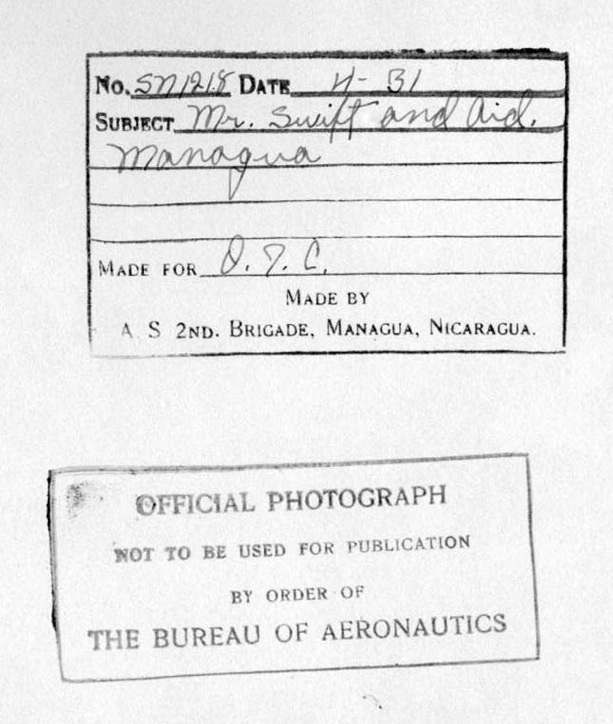 No. SN1218 DATE 4-31
SUBJECT Mr. Swift and Aid.
Managua
MADE FOR O.T.C.
MADE BY
A. S 2ND. BRIGADE, MANAGUA, NICARAGUA.
OFFICIAL PHOTOGRAPH
NOT TO BE USED FOR PUBLICATION
BY ORDER OF
THE BUREAU OF AERONAUTICS